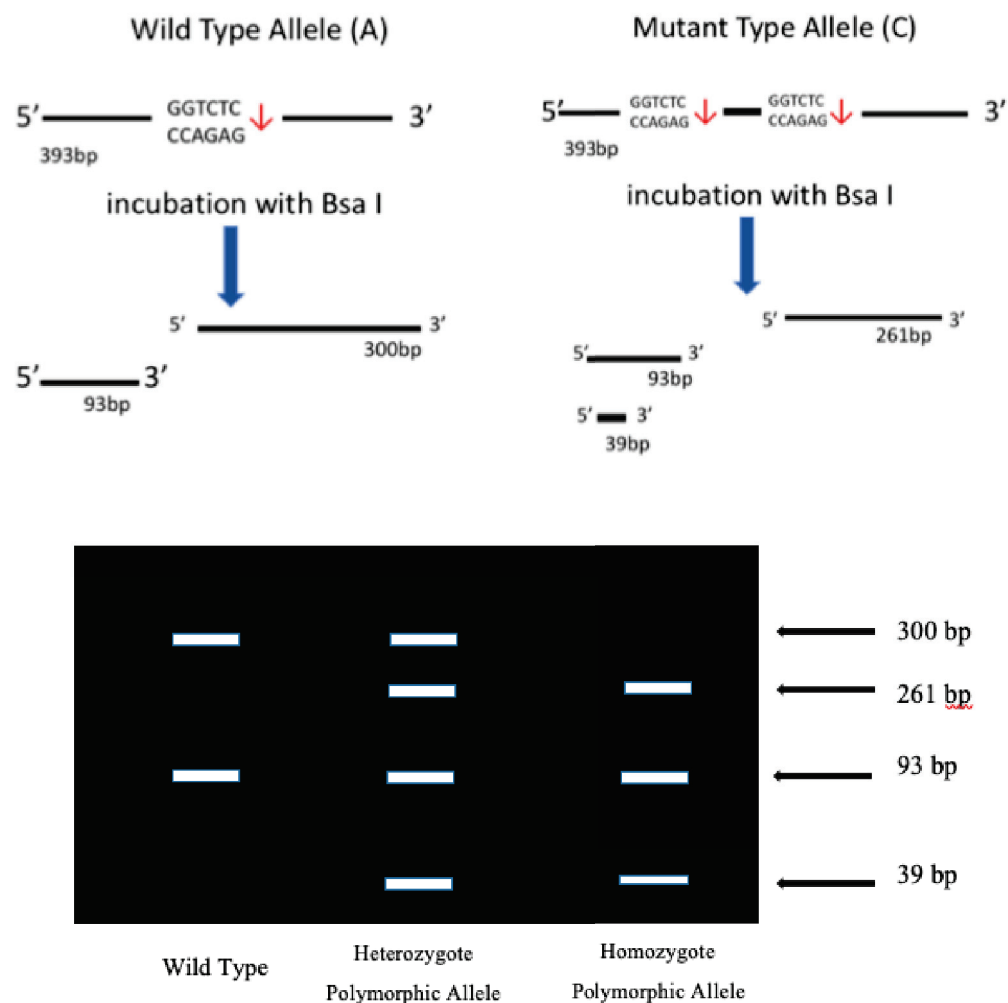 Wild Type Allele (A)
Mutant Type Allele (C)
5' GGTCTC 3'
CCAGAG
393bp
5' GGTCTC GGTCTC 3'
CCAGAG CCAGAG
393bp
incubation with Bsa I
incubation with Bsa I
5' 3'
300bp
5' 3'
93bp
5' 3'
261bp
5' 3'
93bp
5' 3'
39bp
300 bp
261 bp
93 bp
39 bp
Wild Type
Heterozygote
Polymorphic Allele
Homozygote
Polymorphic Allele